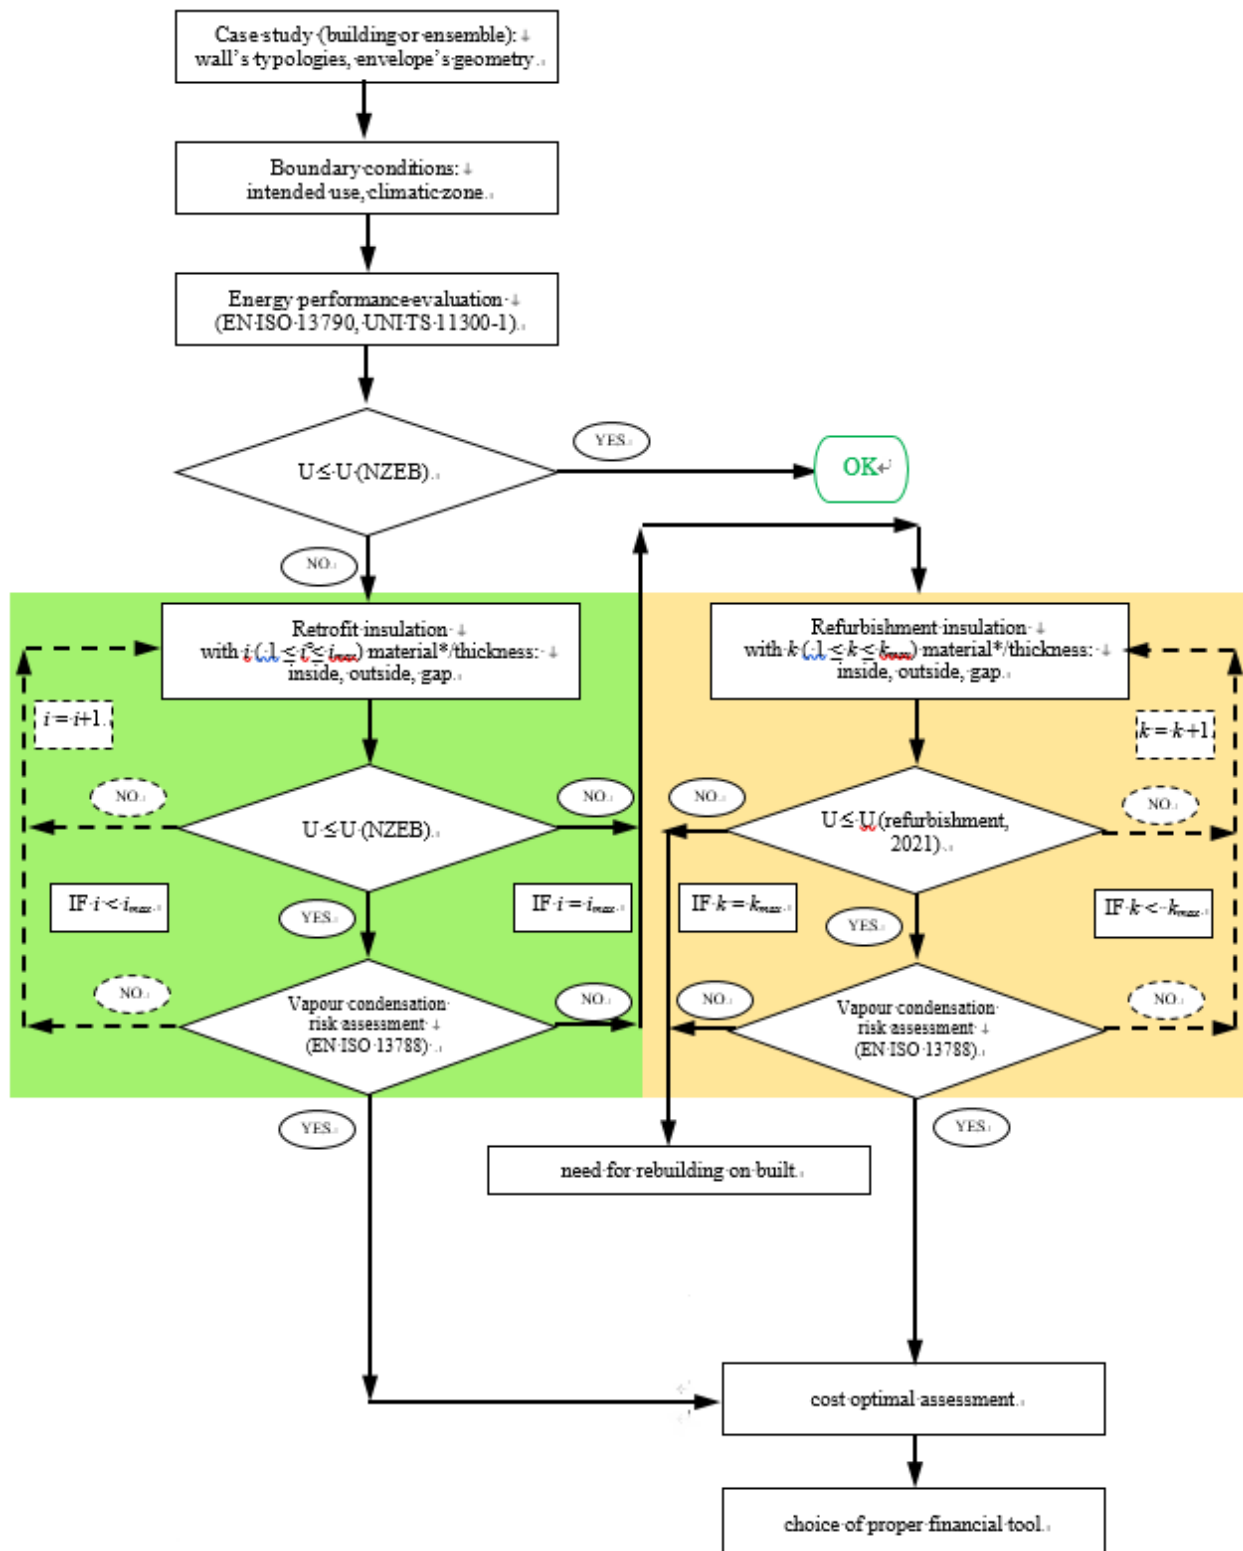 Case study (building or ensemble):
wall's typologies, envelope's geometry.
Boundary conditions:
intended use, climatic zone.
Energy performance evaluation
(EN ISO 13790, UNI TS 11300-1).
U ≤ U (NZEB).
YES.
OK
NO.
Retrofit insulation
with i ( 1 ≤ i ≤ imax) material*/thickness:
inside, outside, gap.
Refurbishment insulation
with k ( 1 ≤ k ≤ kmax) material*/thickness:
inside, outside, gap.
i = i+1.
k = k +1.
NO.
NO.
NO.
NO.
U ≤ U (NZEB).
U ≤ U (refurbishment,
2021).
IF i < imax.
YES.
IF i = imax.
IF k = kmax.
YES.
IF k < kmax.
NO.
NO.
NO.
NO.
Vapour condensation
risk assessment
(EN ISO 13788).
Vapour condensation
risk assessment
(EN ISO 13788).
YES.
YES.
need for rebuilding on built.
cost optimal assessment.
choice of proper financial tool.